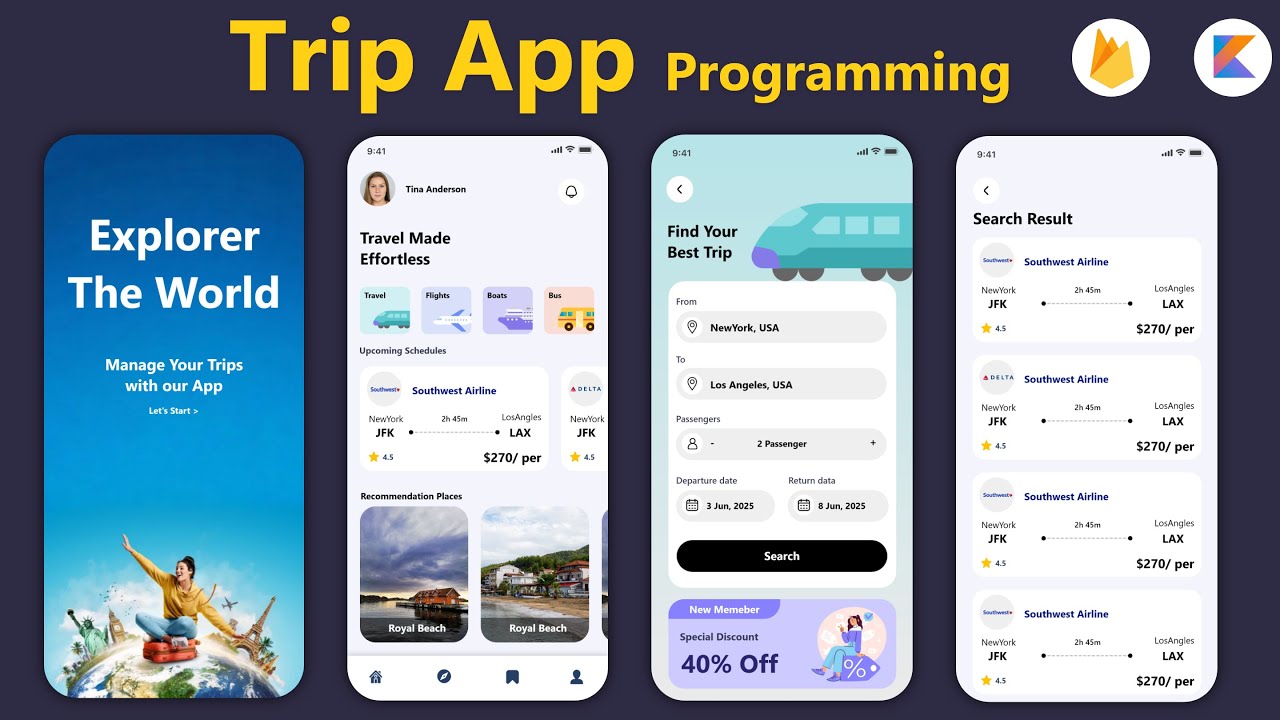 Trip App Programming
Explorer
The World
Manage Your Trips
with our App
Let's Start >
9:41
Tina Anderson
Travel Made
Effortless
Travel
Flights
Boats
Bus
Upcoming Schedules
Southwest
Southwest Airline
NewYork
2h 45m
LosAngles
JFK
LAX
4.5
$270/ per
DELTA
NewYork
JFK
4.5
Recommendation Places
Royal Beach
Royal Beach
9:41
Find Your
Best Trip
From
NewYork, USA
To
Los Angeles, USA
Passengers
- 2 Passenger +
Departure date
Return data
3 Jun, 2025
8 Jun, 2025
Search
New Memeber
Special Discount
40% Off
%
9:41
Search Result
Southwest
Southwest Airline
NewYork
2h 45m
LosAngles
JFK
LAX
4.5
$270/ per
DELTA
Southwest Airline
NewYork
2h 45m
LosAngles
JFK
LAX
4.5
$270/ per
Southwest
Southwest Airline
NewYork
2h 45m
LosAngles
JFK
LAX
4.5
$270/ per
Southwest
Southwest Airline
NewYork
2h 45m
LosAngles
JFK
LAX
4.5
$270/ per